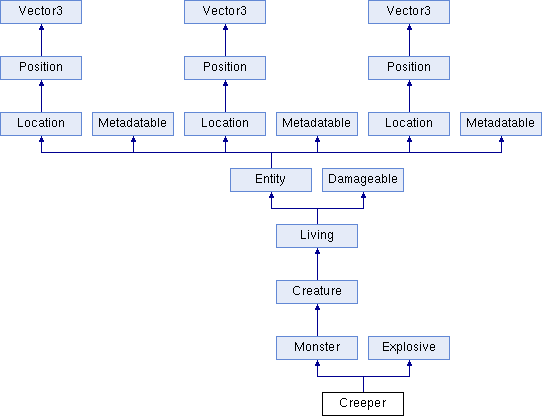 Vector3 Vector3 Vector3
Position Position Position
Location Metadatable Location Metadatable Location Metadatable
Entity Damageable
Living
Creature
Monster Explosive
Creeper